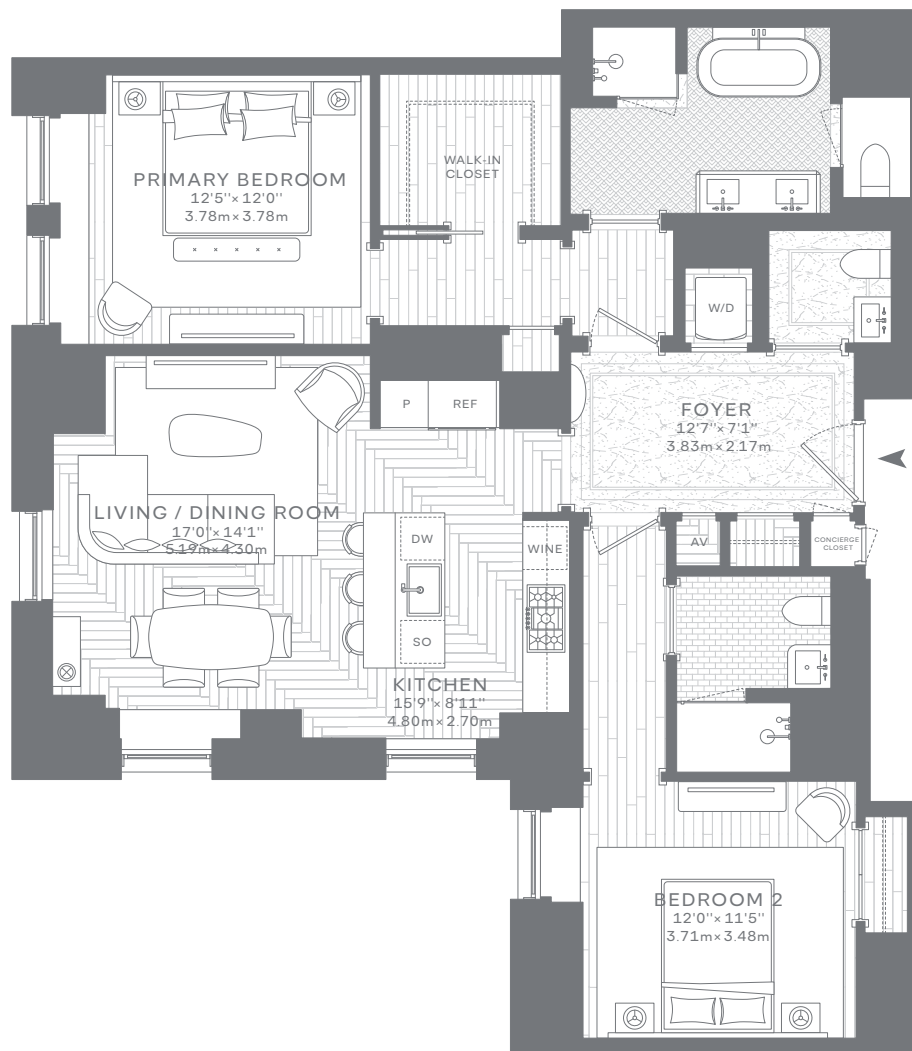 WALK-IN
CLOSET
PRIMARY BEDROOM
12'5"× 12'0"
3.78m× 3.78m
W/D
P
REF
FOYER
12'7"× 7'1"
3.83m× 2.17m
LIVING / DINING ROOM
17'0"× 14'1"
5.19m× 4.30m
DW
WINE
AV
CONCIERGE
CLOSET
SO
KITCHEN
15'9"× 8'11"
4.80m× 2.70m
BEDROOM 2
12'0"× 11'5"
3.71m× 3.48m